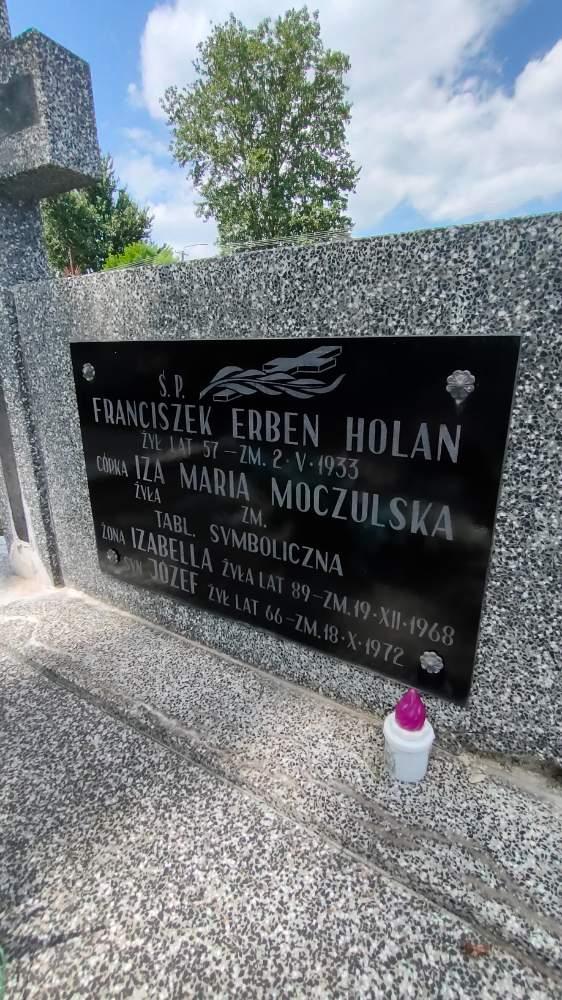 Ś.P.
FRANCISZEK ERBEN HOLAN
ŻYŁ LAT 57 – ZM. 2·V·1933
CÓRKA IZA MARIA MOCZULSKA
ŻYŁA ZM.
TABL. SYMBOLICZNA
ŻONA IZABELLA ŻYŁA LAT 89 – ZM. 19·XII·1968
SYN JÓZEF ŻYŁ LAT 66 – ZM. 18·X·1972